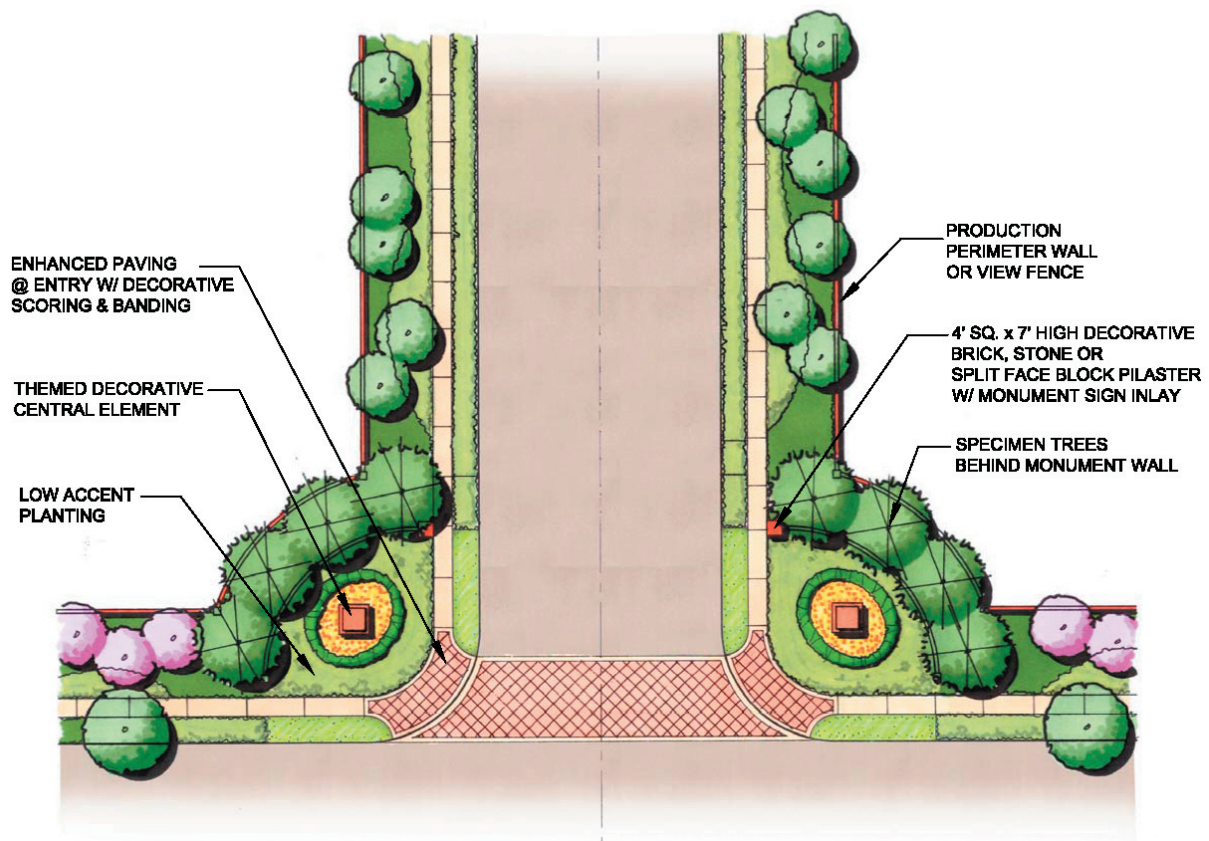 ENHANCED PAVING
@ ENTRY W/ DECORATIVE
SCORING & BANDING
THEMED DECORATIVE
CENTRAL ELEMENT
LOW ACCENT
PLANTING
PRODUCTION
PERIMETER WALL
OR VIEW FENCE
4' SQ. x 7' HIGH DECORATIVE
BRICK, STONE OR
SPLIT FACE BLOCK PILASTER
W/ MONUMENT SIGN INLAY
SPECIMEN TREES
BEHIND MONUMENT WALL